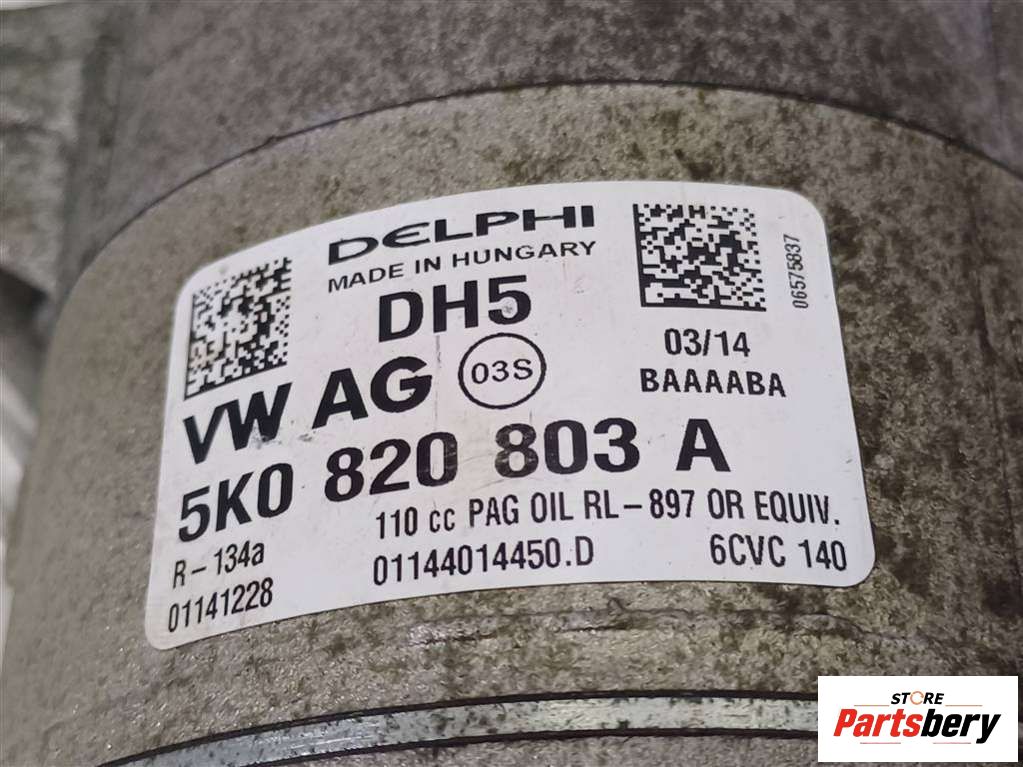 DELPHI
MADE IN HUNGARY
DH5
06575837
03/14
BAAAABA
VW AG 03S
5K0 820 803 A
110 cc PAG OIL RL-897 OR EQUIV.
R-134a
01144014450.D
6CVC 140
01141228
STORE
Partsbery